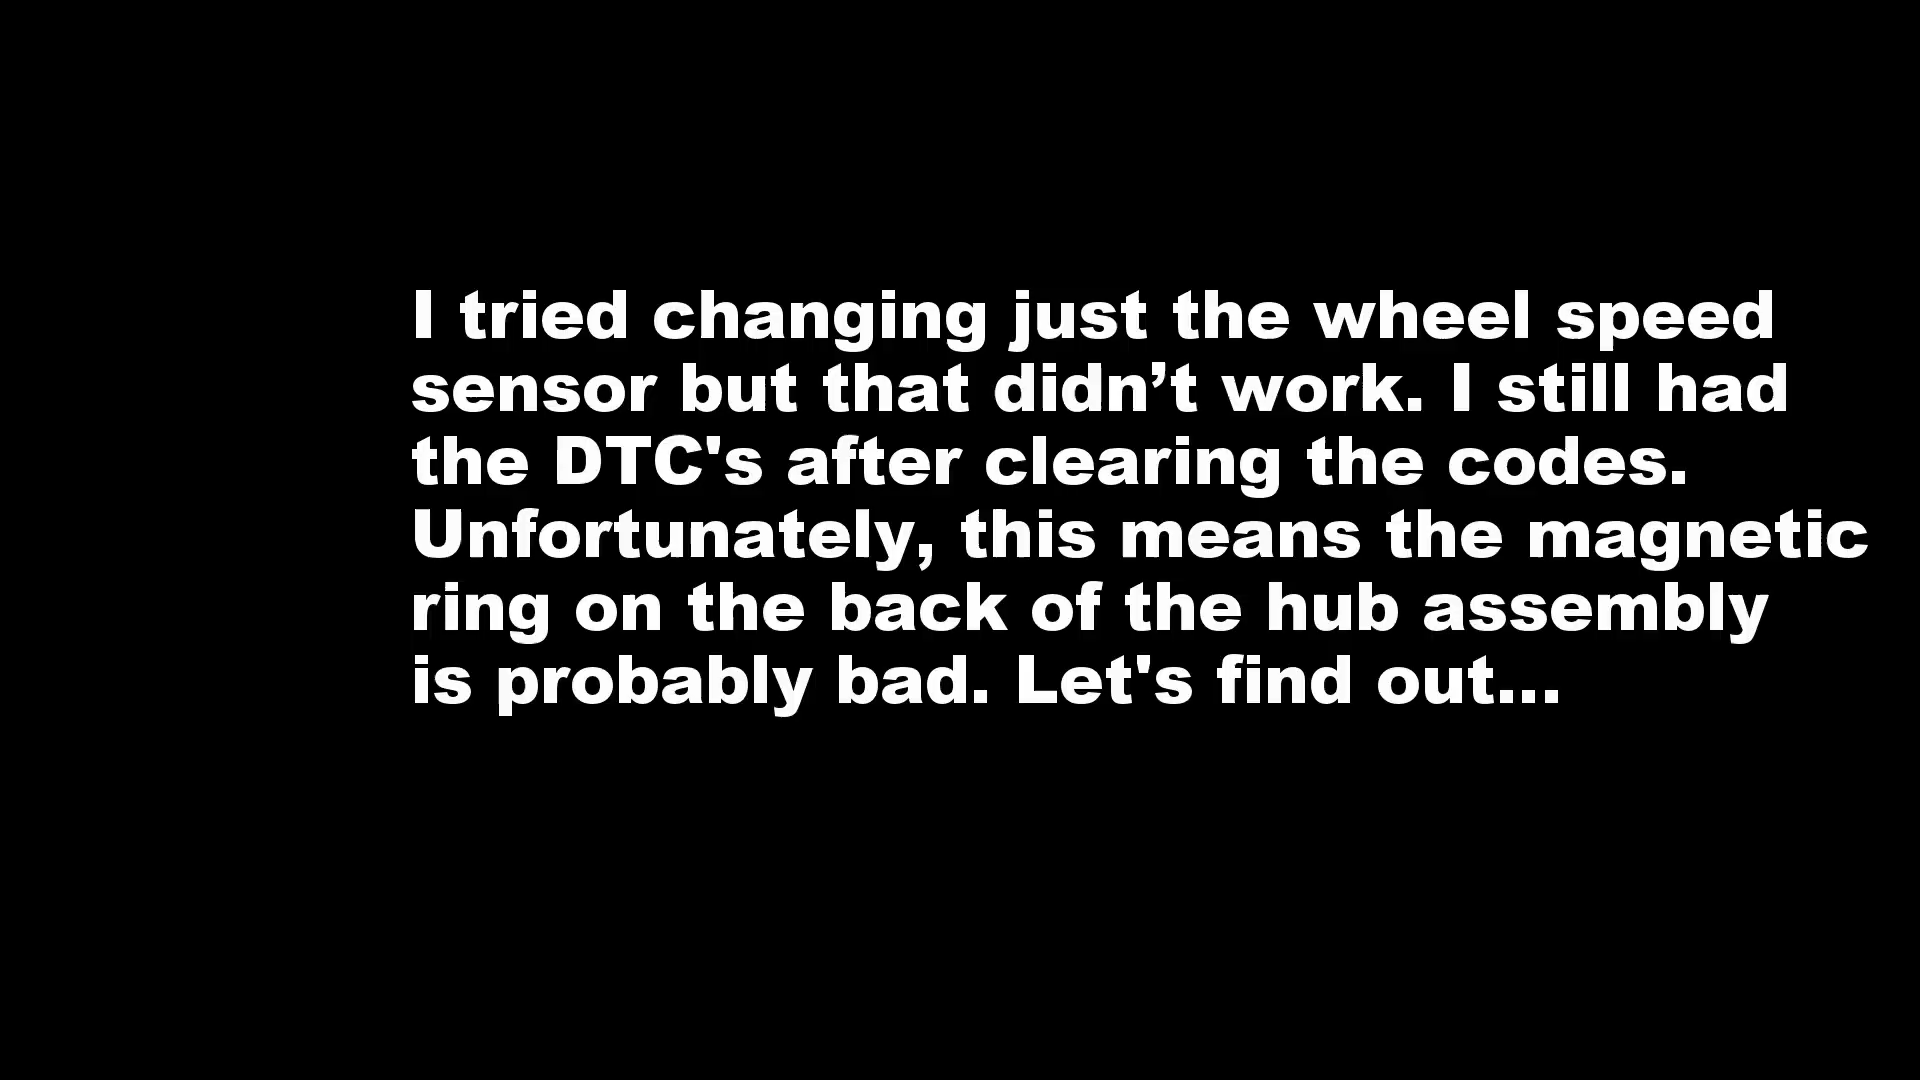 I tried changing just the wheel speed
sensor but that didn’t work. I still had
the DTC's after clearing the codes.
Unfortunately, this means the magnetic
ring on the back of the hub assembly
is probably bad. Let's find out...